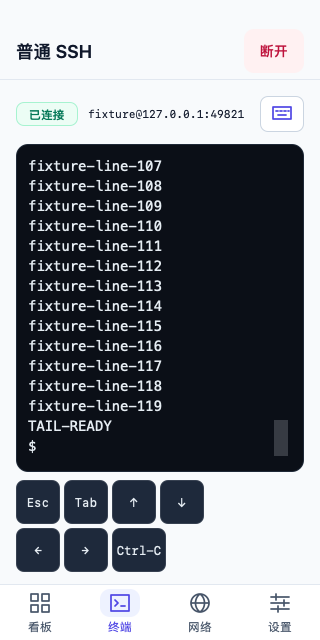 普通 SSH
断开
已连接
fixture@127.0.0.1:49821
fixture-line-107
fixture-line-108
fixture-line-109
fixture-line-110
fixture-line-111
fixture-line-112
fixture-line-113
fixture-line-114
fixture-line-115
fixture-line-116
fixture-line-117
fixture-line-118
fixture-line-119
TAIL-READY
$
Esc Tab ↑ ↓
← → Ctrl-C
看板 终端 网络 设置